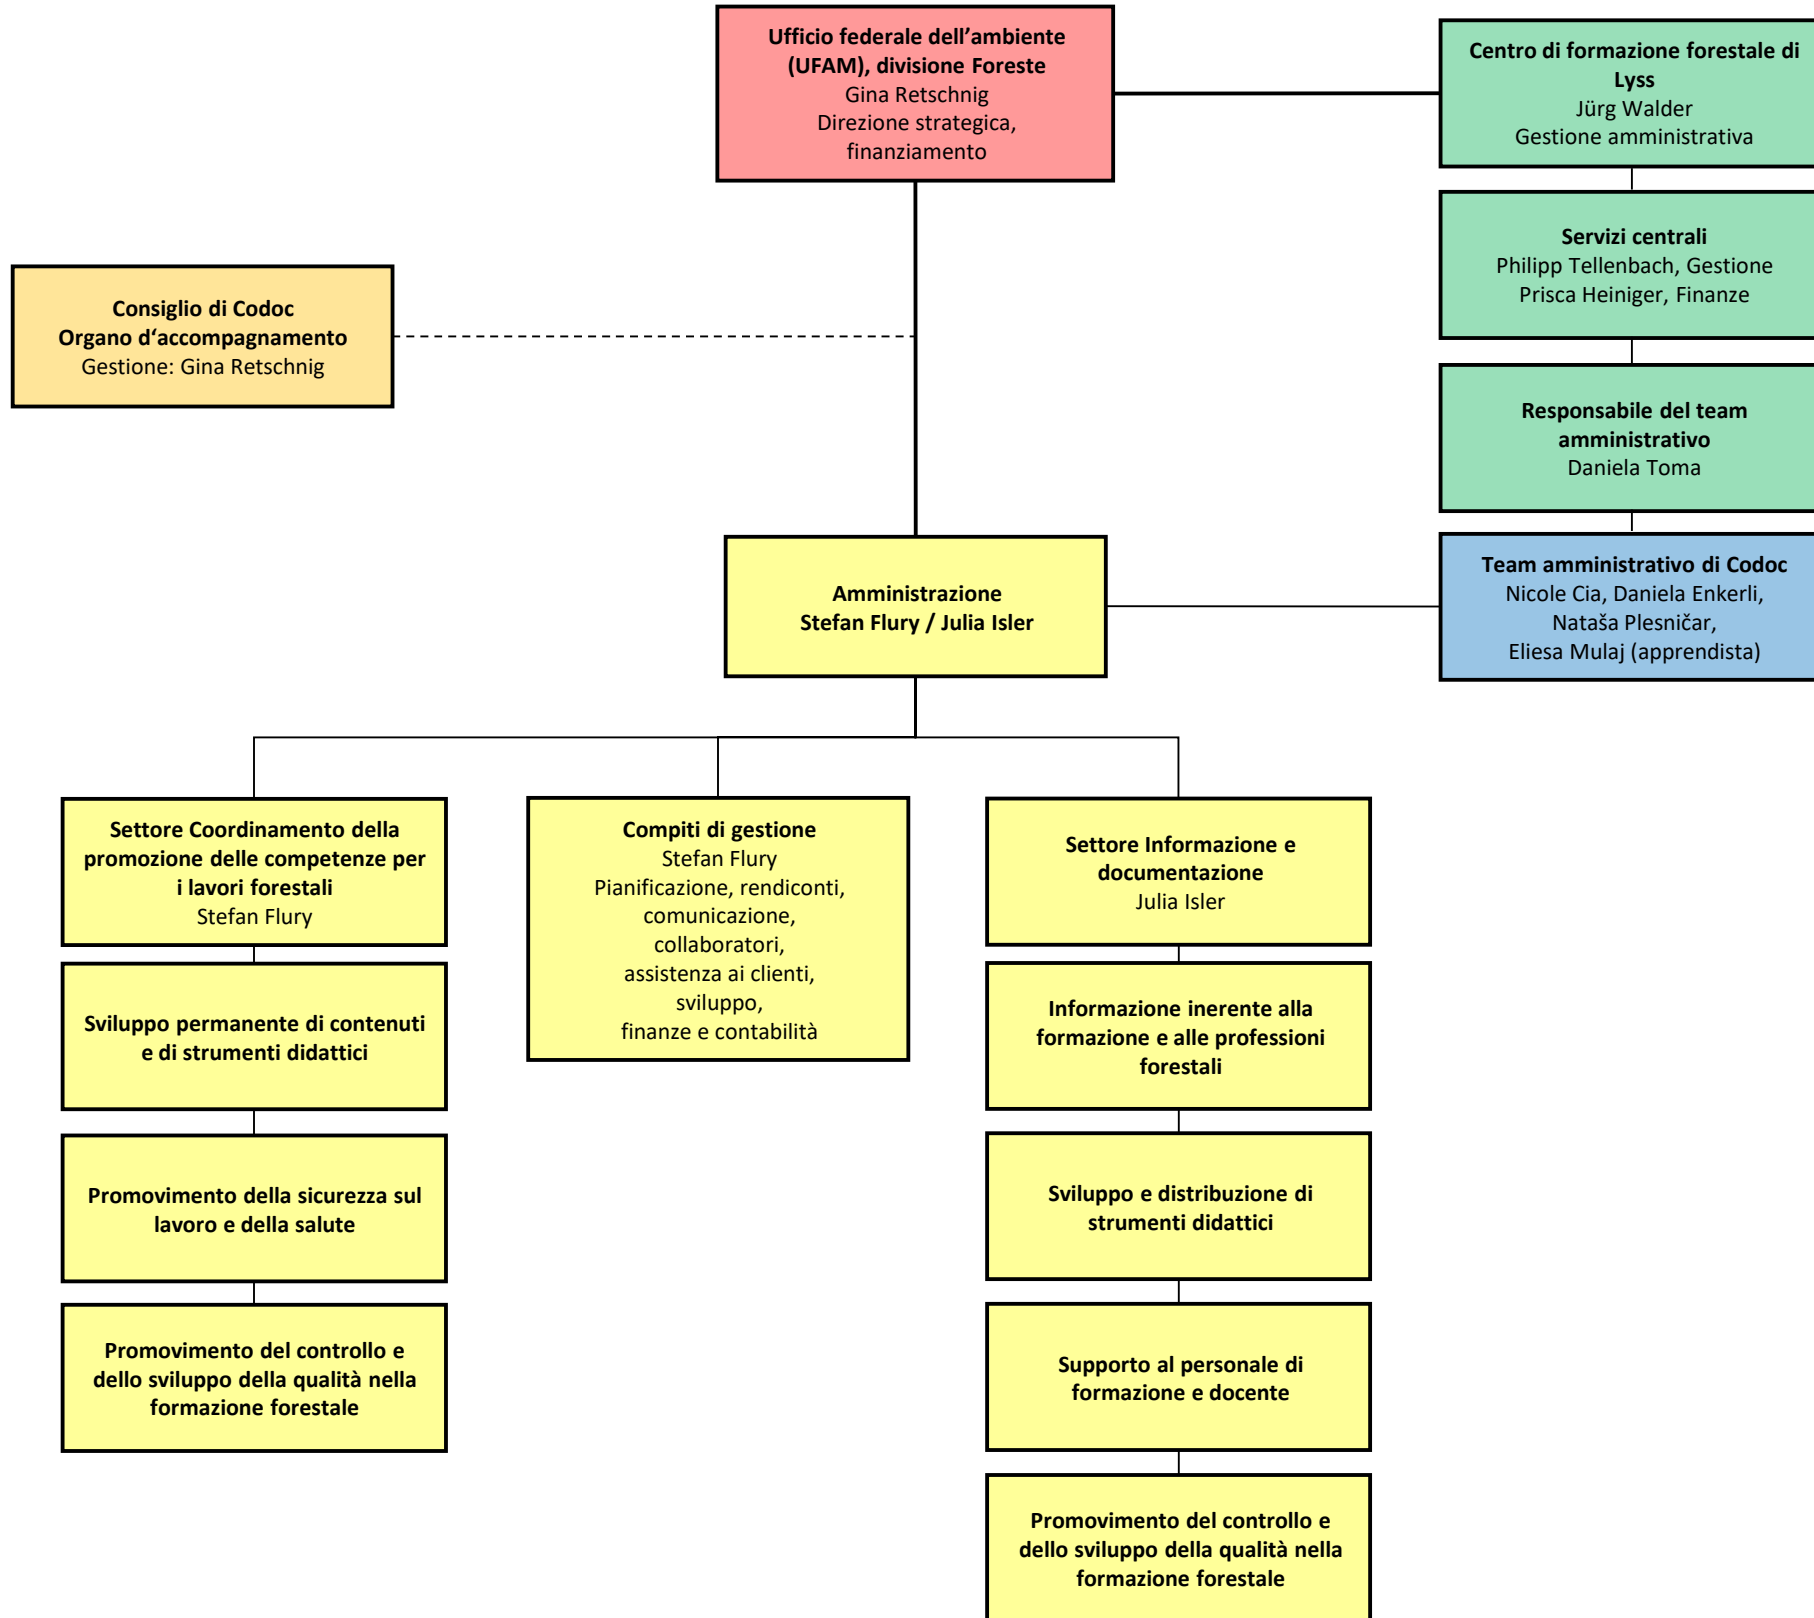 Ufficio federale dell’ambiente
(UFAM), divisione Foreste
Gina Retschnig
Direzione strategica,
finanziamento
Centro di formazione forestale di
Lyss
Jürg Walder
Gestione amministrativa
Servizi centrali
Philipp Tellenbach, Gestione
Prisca Heiniger, Finanze
Consiglio di Codoc
Organo d‘accompagnamento
Gestione: Gina Retschnig
Responsabile del team
amministrativo
Daniela Toma
Amministrazione
Stefan Flury / Julia Isler
Team amministrativo di Codoc
Nicole Cia, Daniela Enkerli,
Nataša Plesničar,
Eliesa Mulaj (apprendista)
Settore Coordinamento della
promozione delle competenze per
i lavori forestali
Stefan Flury
Sviluppo permanente di contenuti
e di strumenti didattici
Promovimento della sicurezza sul
lavoro e della salute
Promovimento del controllo e
dello sviluppo della qualità nella
formazione forestale
Compiti di gestione
Stefan Flury
Pianificazione, rendiconti,
comunicazione,
collaboratori,
assistenza ai clienti,
sviluppo,
finanze e contabilità
Settore Informazione e
documentazione
Julia Isler
Informazione inerente alla
formazione e alle professioni
forestali
Sviluppo e distribuzione di
strumenti didattici
Supporto al personale di
formazione e docente
Promovimento del controllo e
dello sviluppo della qualità nella
formazione forestale